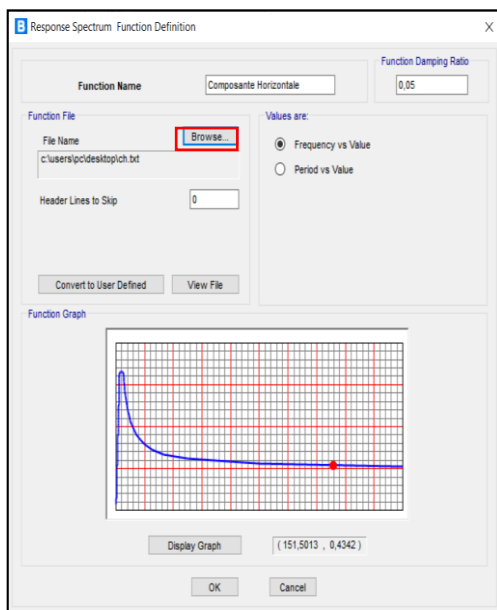 B Response Spectrum Function Definition X
Function Damping Ratio
Function Name Composante Horizontale 0,05
Function File
Values are:
File Name Browse...
c:\users\pc\desktop\ch.txt
Frequency vs Value
Period vs Value
Header Lines to Skip 0
Convert to User Defined View File
Function Graph
Display Graph (151,5013 , 0,4342)
OK Cancel